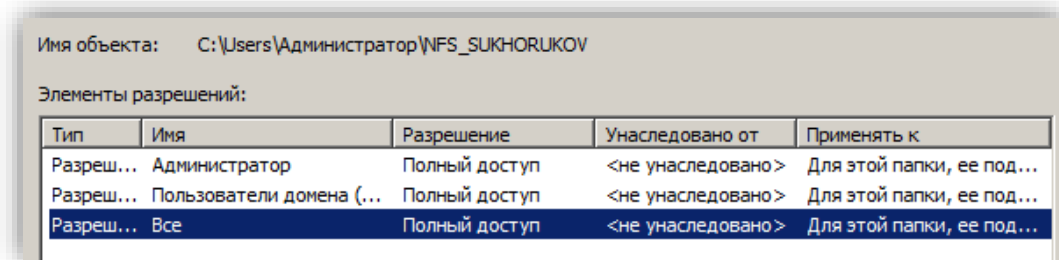 Имя объекта: C:\Users\Администратор\NFS_SUKHORUKOV
Элементы разрешений:
Тип Имя Разрешение Унаследовано от Применять к
Разреш... Администратор Полный доступ <не унаследовано> Для этой папки, ее под...
Разреш... Пользователи домена (... Полный доступ <не унаследовано> Для этой папки, ее под...
Разреш... Все Полный доступ <не унаследовано> Для этой папки, ее под...